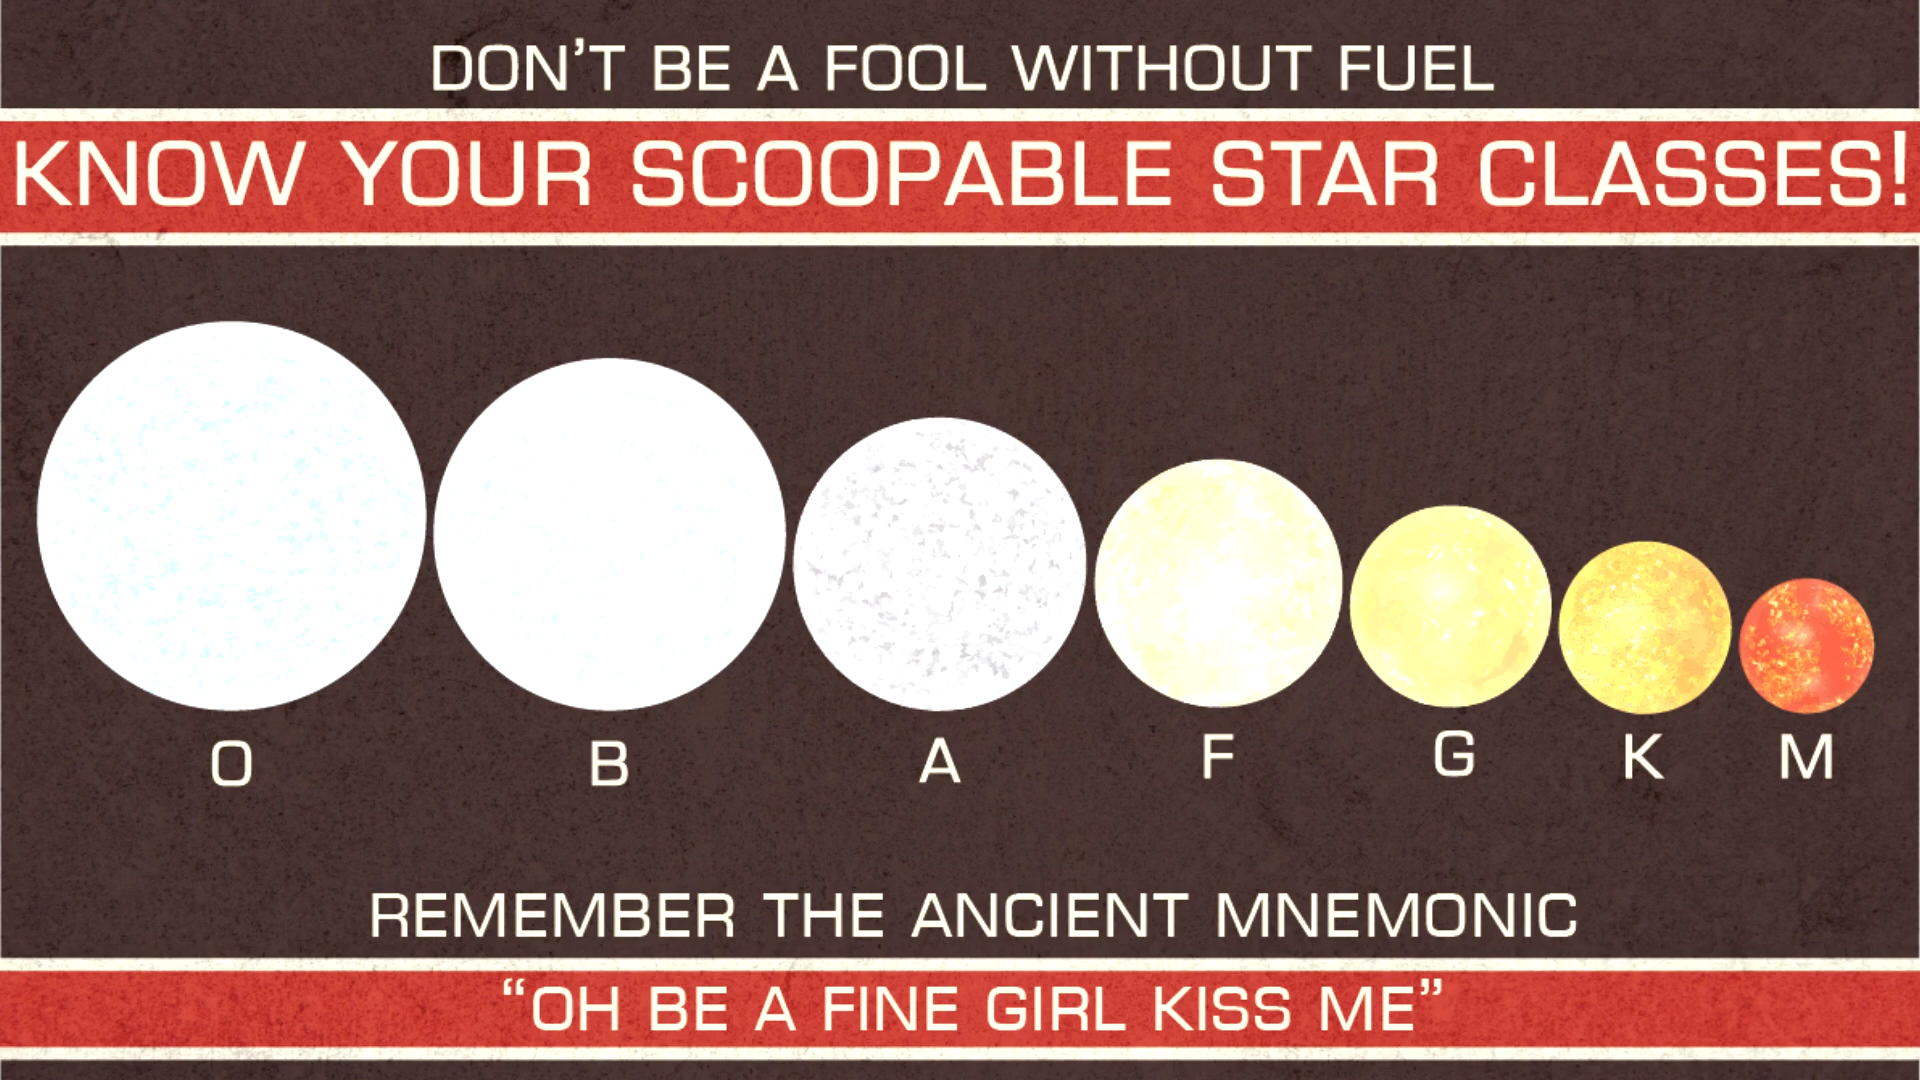 DON'T BE A FOOL WITHOUT FUEL
KNOW YOUR SCOOPABLE STAR CLASSES!
O B A F G K M
REMEMBER THE ANCIENT MNEMONIC
“OH BE A FINE GIRL KISS ME”